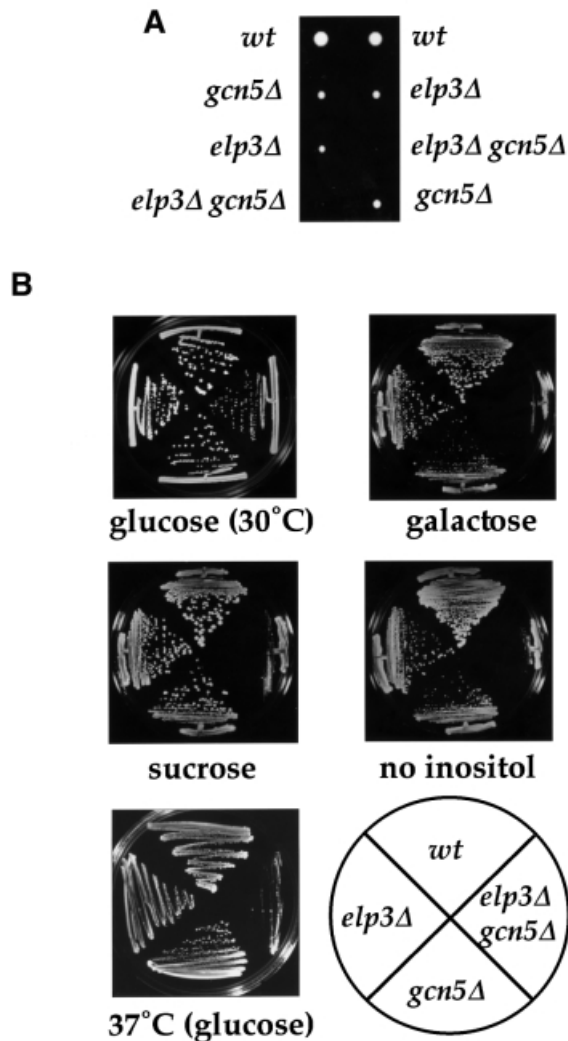 A
wt wt
gcn5Δ elp3Δ
elp3Δ elp3Δ gcn5Δ
elp3Δ gcn5Δ gcn5Δ
B
glucose (30°C) galactose
sucrose no inositol
wt
elp3Δ
elp3Δ gcn5Δ
gcn5Δ
37°C (glucose)